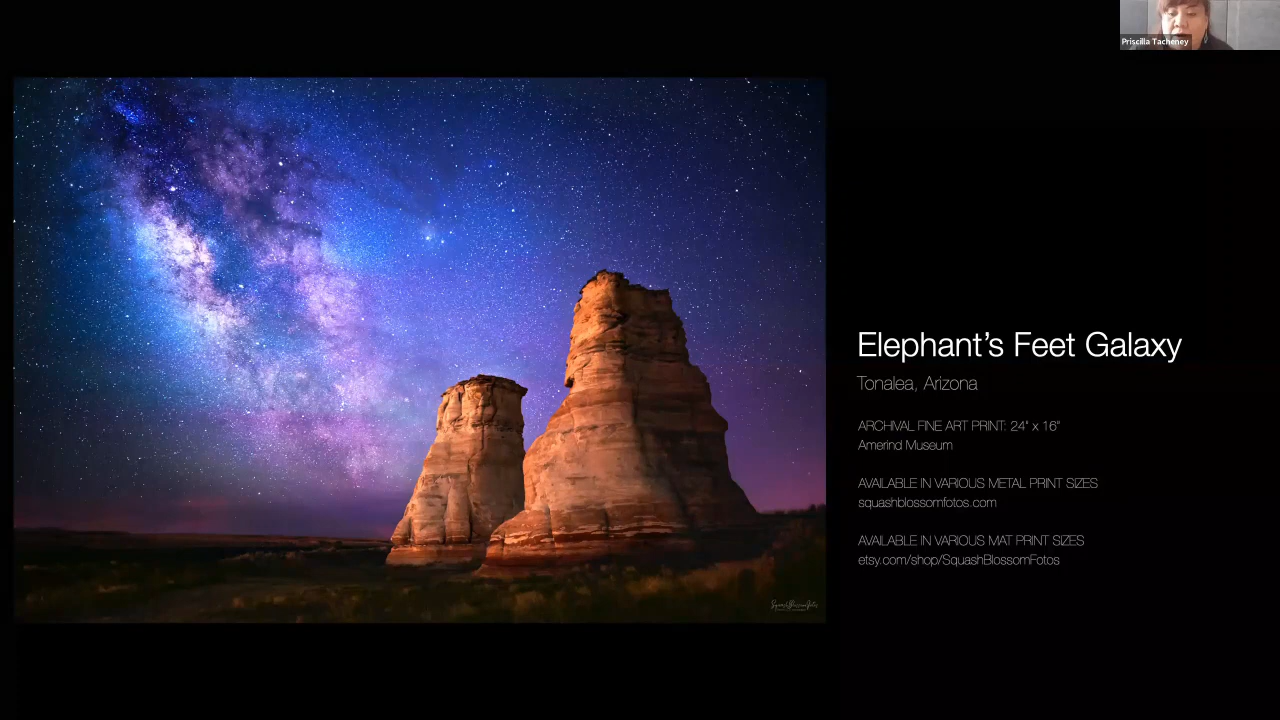 Priscilla Tacheney
Elephant's Feet Galaxy
Tonalea, Arizona
ARCHIVAL FINE ART PRINT: 24" x 16"
Amerind Museum
AVAILABLE IN VARIOUS METAL PRINT SIZES
squashblossomfotos.com
AVAILABLE IN VARIOUS MAT PRINT SIZES
etsy.com/shop/SquashBlossomFotos
SquashBlossomFotos